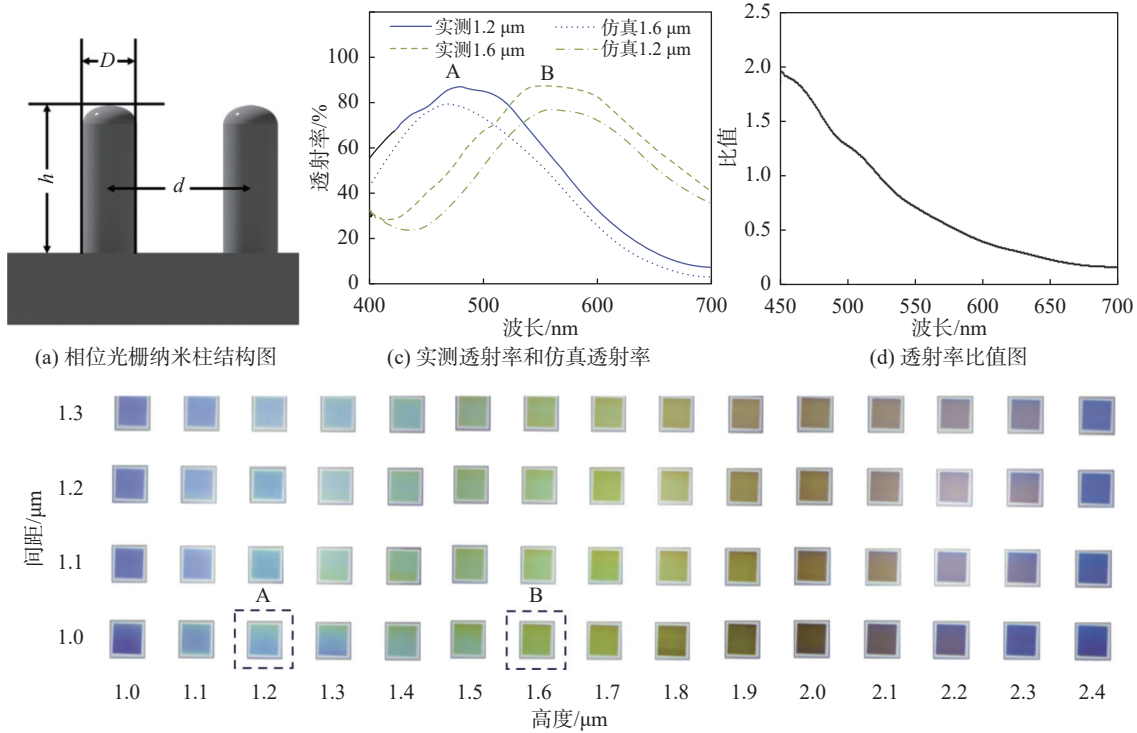 D
h
d
(a) 相位光栅纳米柱结构图
实测1.2 μm
仿真1.6 μm
实测1.6 μm
仿真1.2 μm
A
B
100
80
60
40
20
0
透射率/%
400
500
600
700
波长/nm
(c) 实测透射率和仿真透射率
2.5
2.0
1.5
1.0
0.5
0
比值
450
500
550
600
650
700
波长/nm
(d) 透射率比值图
1.3
1.2
1.1
1.0
间距/μm
A
B
1.0 1.1 1.2 1.3 1.4 1.5 1.6 1.7 1.8 1.9 2.0 2.1 2.2 2.3 2.4
高度/μm